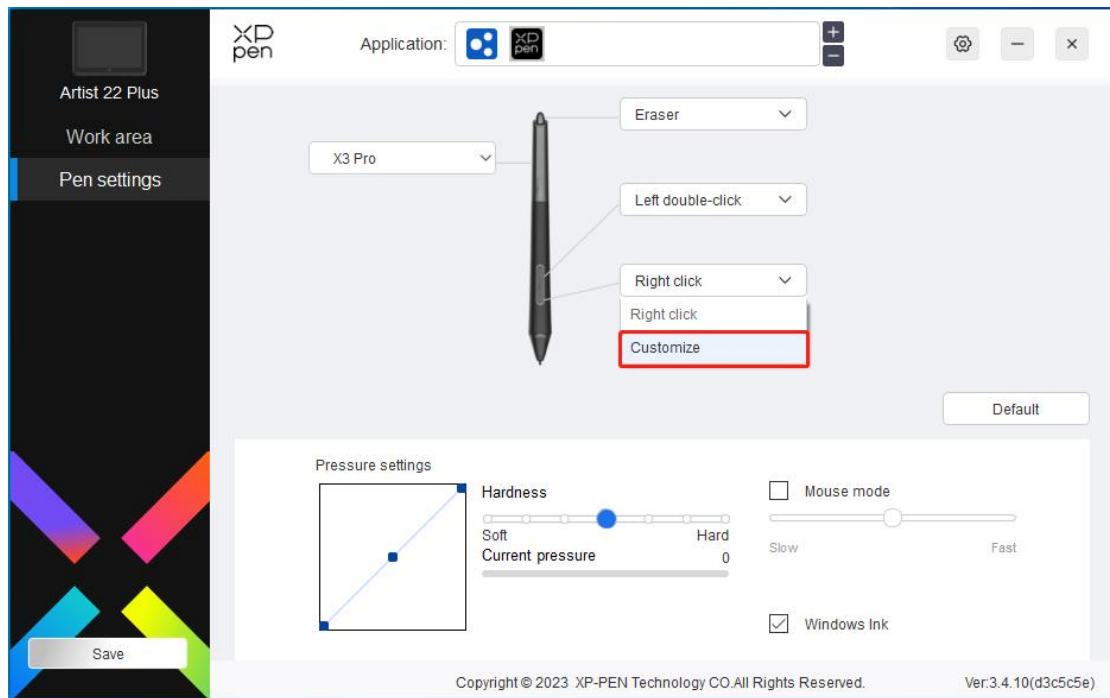 XP
pen
Application:
XP
pen
+
−
Artist 22 Plus
Work area
Pen settings
Eraser
X3 Pro
Left double-click
Right click
Right click
Customize
Default
Pressure settings
Hardness
Soft Hard
Current pressure 0
Mouse mode
Slow Fast
Windows Ink
Save
Copyright © 2023 XP-PEN Technology CO.All Rights Reserved. Ver:3.4.10(d3c5c5e)